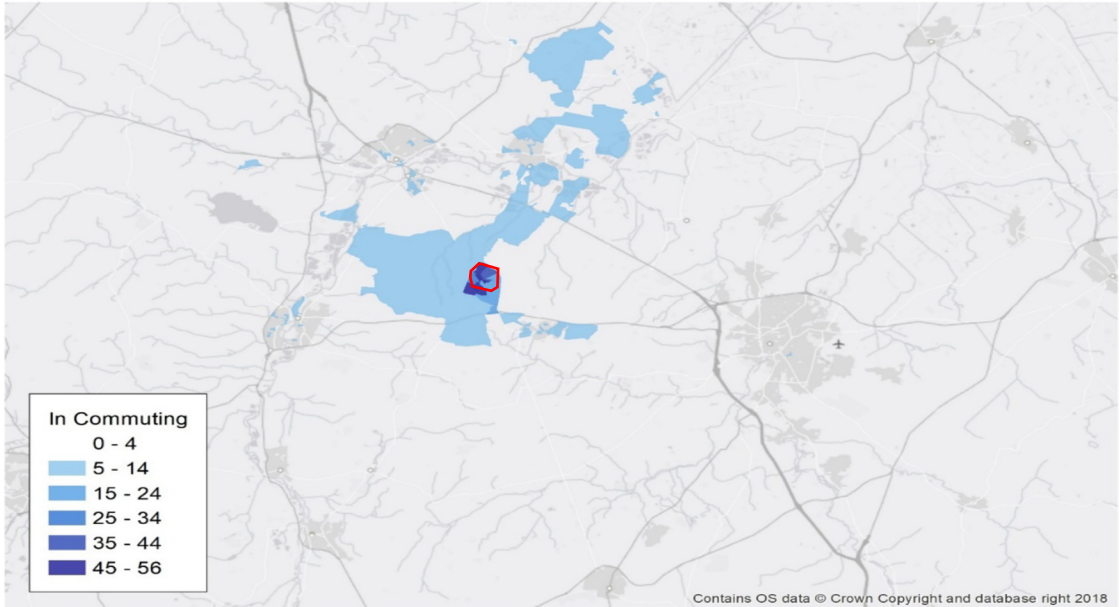 In Commuting
0 - 4
5 - 14
15 - 24
25 - 34
35 - 44
45 - 56
Contains OS data © Crown Copyright and database right 2018